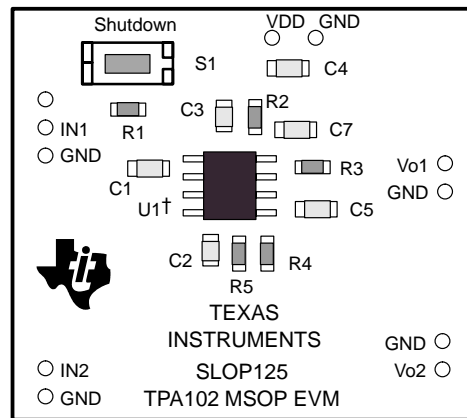 Shutdown
VDD GND
S1
C4
C3
R2
IN1
R1
C7
GND
C1
R3
Vo1
GND
U1†
C5
C2
R4
R5
TEXAS
INSTRUMENTS
GND
IN2
SLOP125
Vo2
GND
TPA102 MSOP EVM